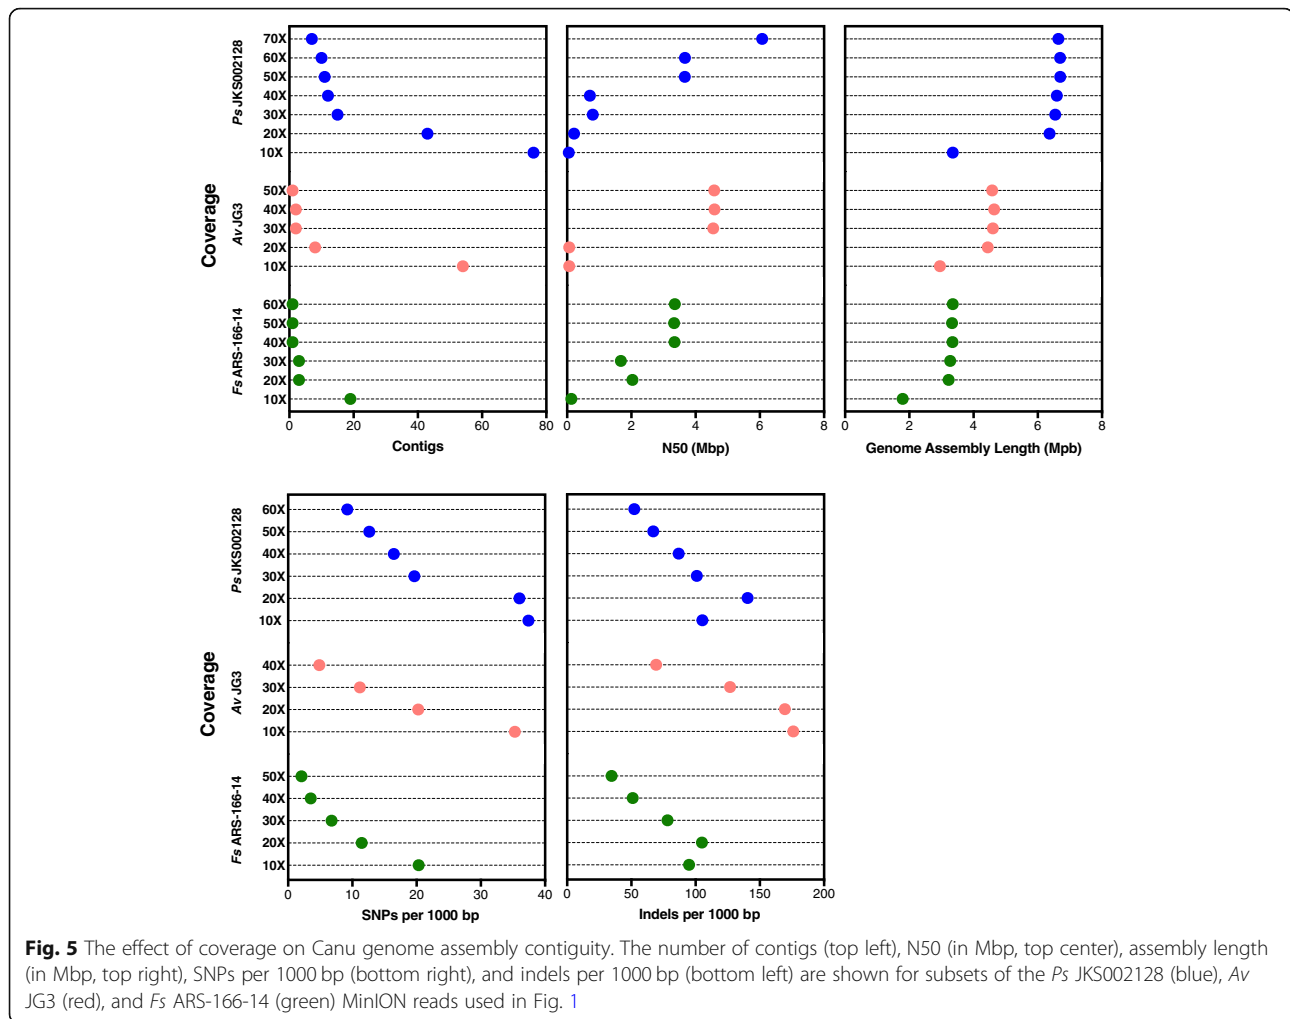 Coverage
Ps JKS002128
70X
60X
50X
40X
30X
20X
10X
Av JG3
50X
40X
30X
20X
10X
Fs ARS-166-14
60X
50X
40X
30X
20X
10X
0 20 40 60 80
Contigs
0 2 4 6 8
N50 (Mbp)
0 2 4 6 8
Genome Assembly Length (Mpb)
Coverage
Ps JKS002128
60X
50X
40X
30X
20X
10X
Av JG3
40X
30X
20X
10X
Fs ARS-166-14
50X
40X
30X
20X
10X
0 10 20 30 40
SNPs per 1000 bp
0 50 100 150 200
Indels per 1000 bp
Fig. 5 The effect of coverage on Canu genome assembly contiguity. The number of contigs (top left), N50 (in Mbp, top center), assembly length
(in Mbp, top right), SNPs per 1000 bp (bottom right), and indels per 1000 bp (bottom left) are shown for subsets of the Ps JKS002128 (blue), Av
JG3 (red), and Fs ARS-166-14 (green) MinION reads used in Fig. 1